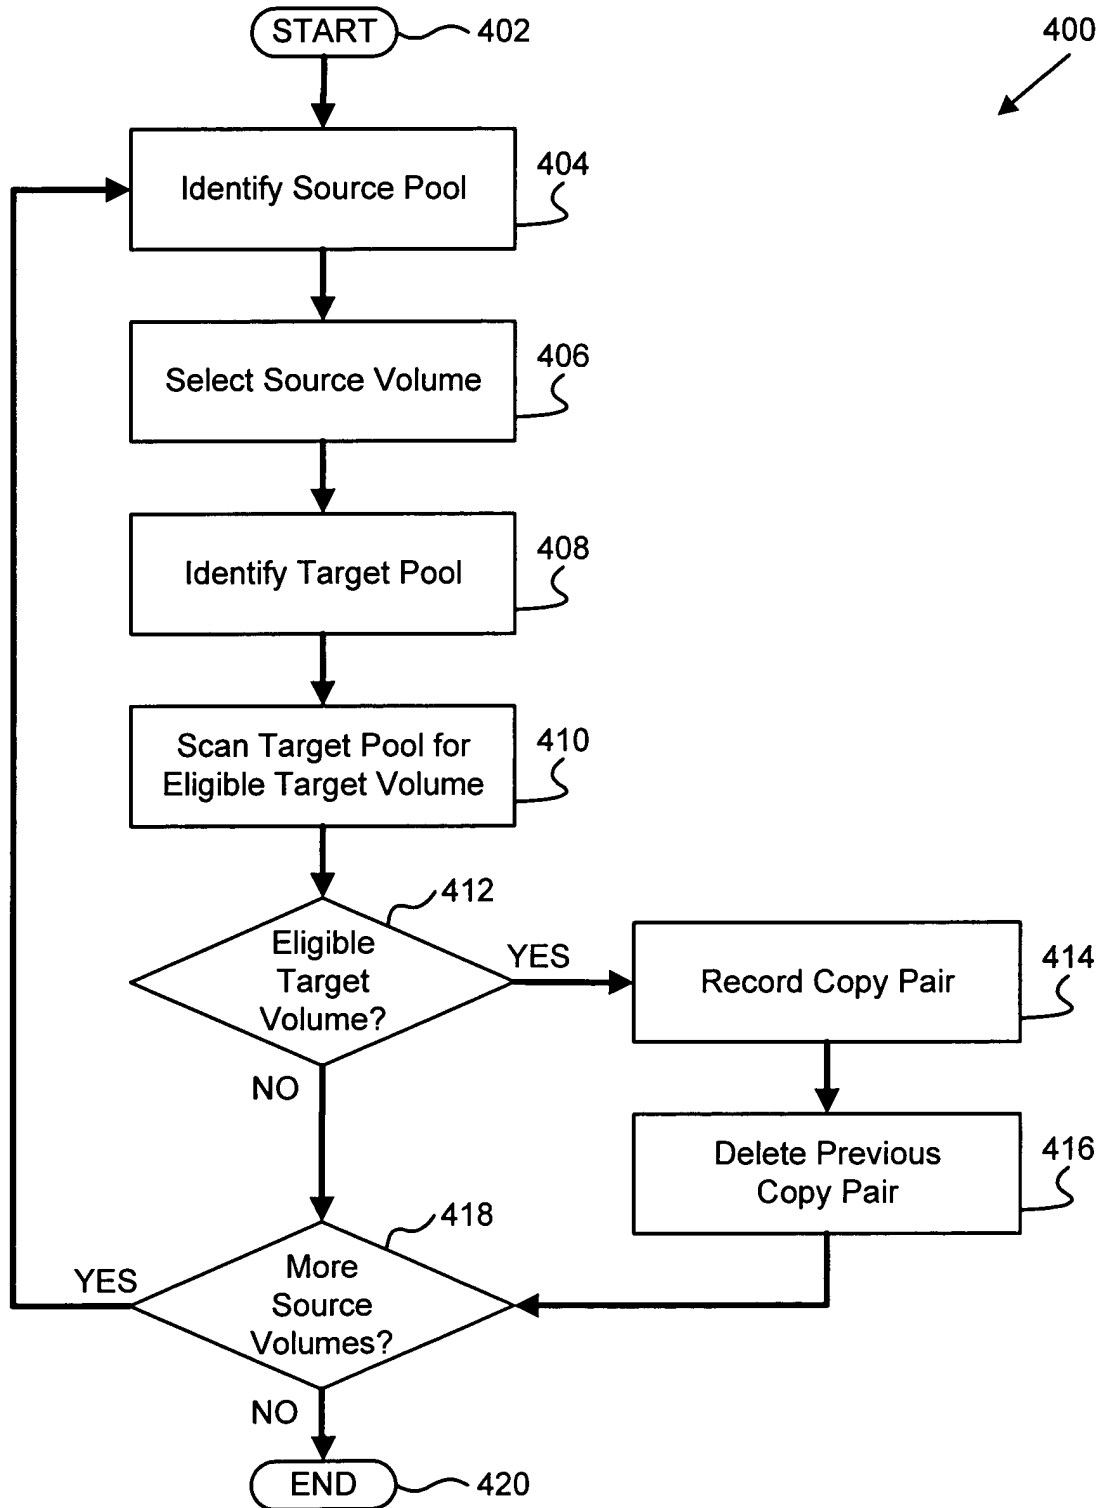 START
402
400
Identify Source Pool
404
Select Source Volume
406
Identify Target Pool
408
Scan Target Pool for
Eligible Target Volume
410
412
Eligible
Target
Volume?
YES
NO
Record Copy Pair
414
Delete Previous
Copy Pair
416
418
More
Source
Volumes?
YES
NO
END
420